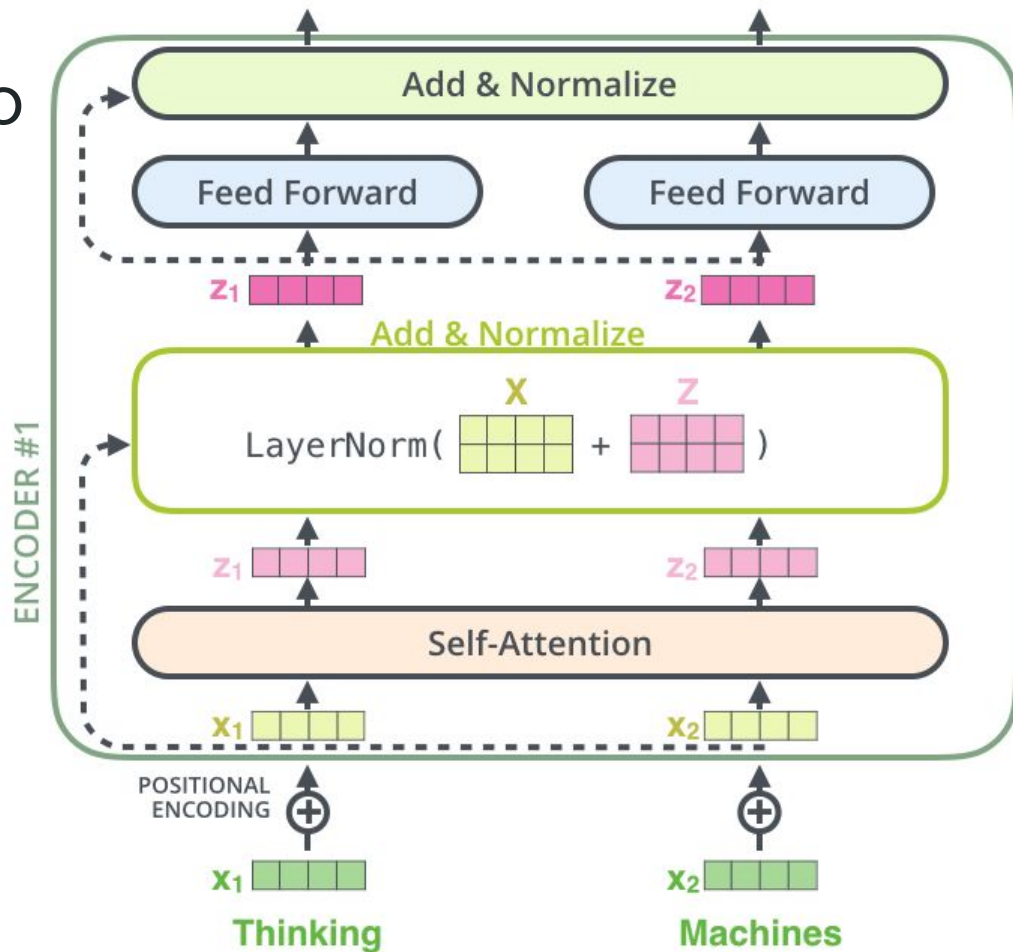 o
Add & Normalize
Feed Forward Feed Forward
z1 z2
Add & Normalize
X Z
LayerNorm( + )
ENCODER #1
z1 z2
Self-Attention
x1 x2
POSITIONAL
ENCODING
x1 x2
Thinking Machines